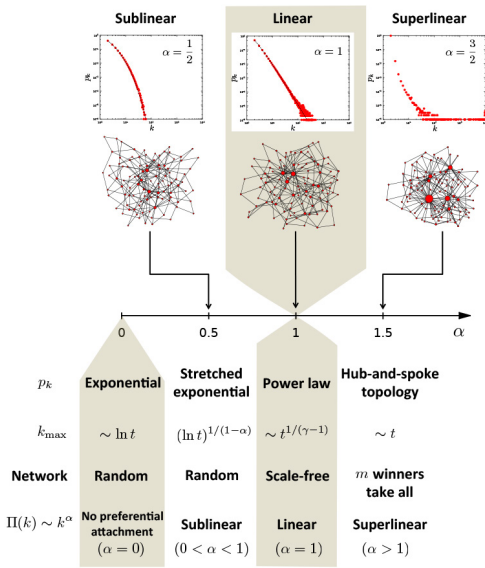 Sublinear Linear Superlinear
α = 1/2 α = 1 α = 3/2
p_k p_k p_k
k k k
0 0.5 1 1.5 α
p_k Exponential Stretched exponential Power law Hub-and-spoke topology
k_max ∼ ln t (ln t)^{1/(1−α)} ∼ t^{1/(γ−1)} ∼ t
Network Random Random Scale-free m winners take all
Π(k) ∼ k^α No preferential attachment Sublinear Linear Superlinear
(α = 0) (0 < α < 1) (α = 1) (α > 1)